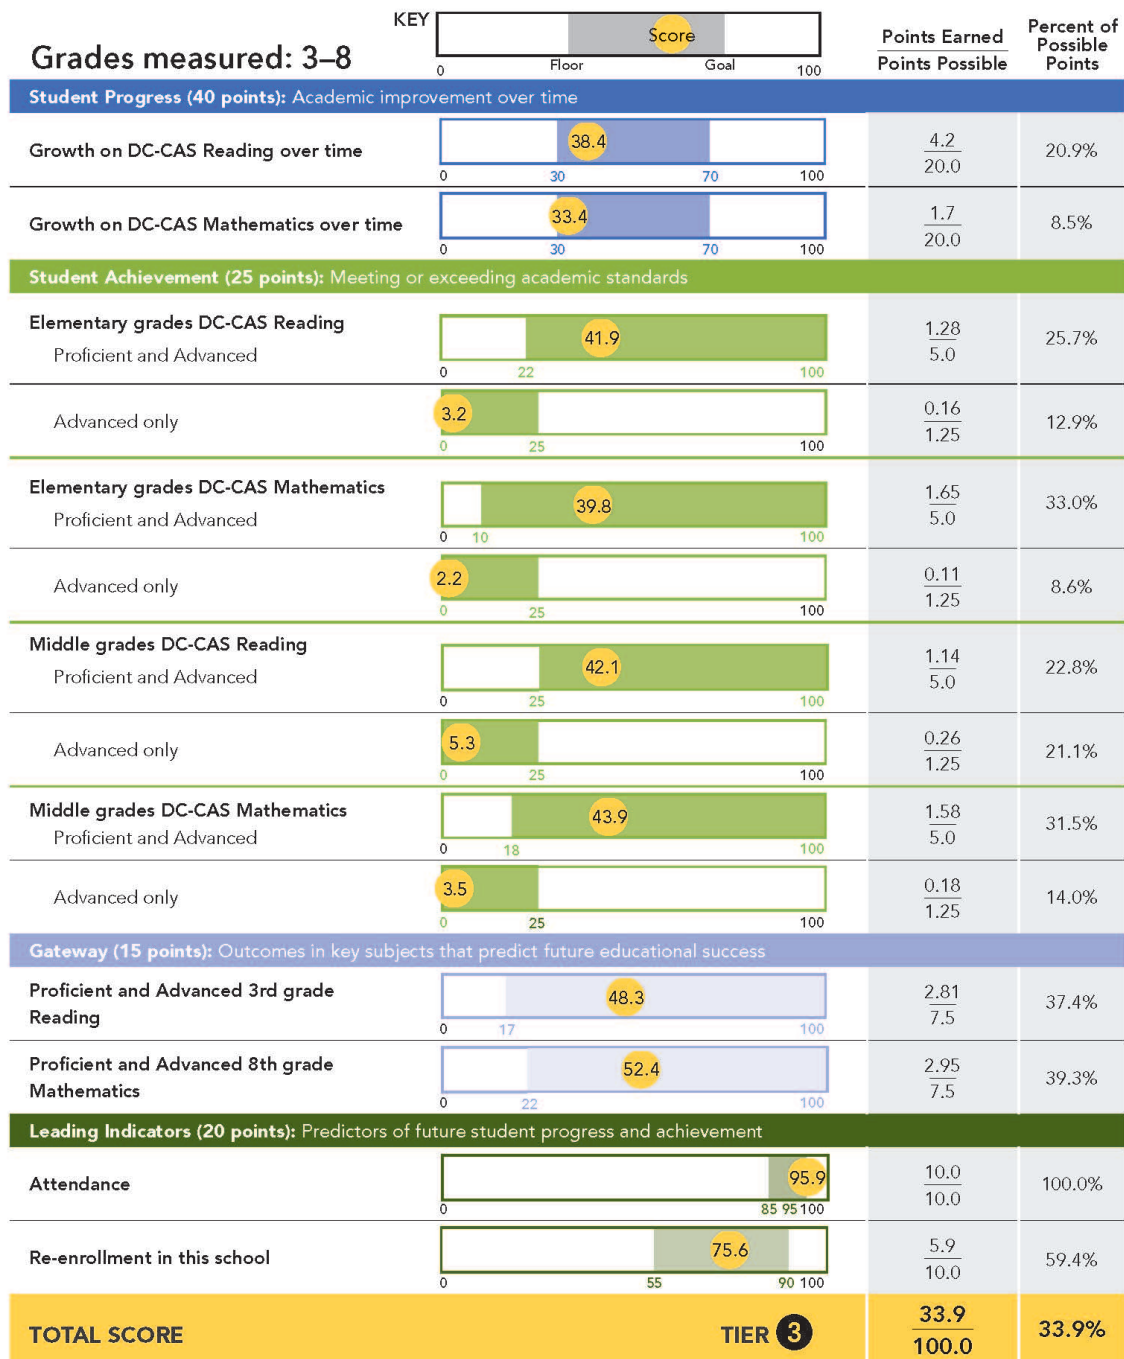 KEY
Score
0 Floor Goal 100
Grades measured: 3–8
Points Earned
Points Possible
Percent of
Possible
Points
Student Progress (40 points): Academic improvement over time
Growth on DC-CAS Reading over time
38.4
0 30 70 100
4.2
20.0
20.9%
Growth on DC-CAS Mathematics over time
33.4
0 30 70 100
1.7
20.0
8.5%
Student Achievement (25 points): Meeting or exceeding academic standards
Elementary grades DC-CAS Reading
Proficient and Advanced
41.9
0 22 100
1.28
5.0
25.7%
Advanced only
3.2
0 25 100
0.16
1.25
12.9%
Elementary grades DC-CAS Mathematics
Proficient and Advanced
39.8
0 10 100
1.65
5.0
33.0%
Advanced only
2.2
0 25 100
0.11
1.25
8.6%
Middle grades DC-CAS Reading
Proficient and Advanced
42.1
0 25 100
1.14
5.0
22.8%
Advanced only
5.3
0 25 100
0.26
1.25
21.1%
Middle grades DC-CAS Mathematics
Proficient and Advanced
43.9
0 18 100
1.58
5.0
31.5%
Advanced only
3.5
0 25 100
0.18
1.25
14.0%
Gateway (15 points): Outcomes in key subjects that predict future educational success
Proficient and Advanced 3rd grade
Reading
48.3
0 17 100
2.81
7.5
37.4%
Proficient and Advanced 8th grade
Mathematics
52.4
0 22 100
2.95
7.5
39.3%
Leading Indicators (20 points): Predictors of future student progress and achievement
Attendance
95.9
0 85 95 100
10.0
10.0
100.0%
Re-enrollment in this school
75.6
0 55 90 100
5.9
10.0
59.4%
TOTAL SCORE
TIER 3
33.9
100.0
33.9%